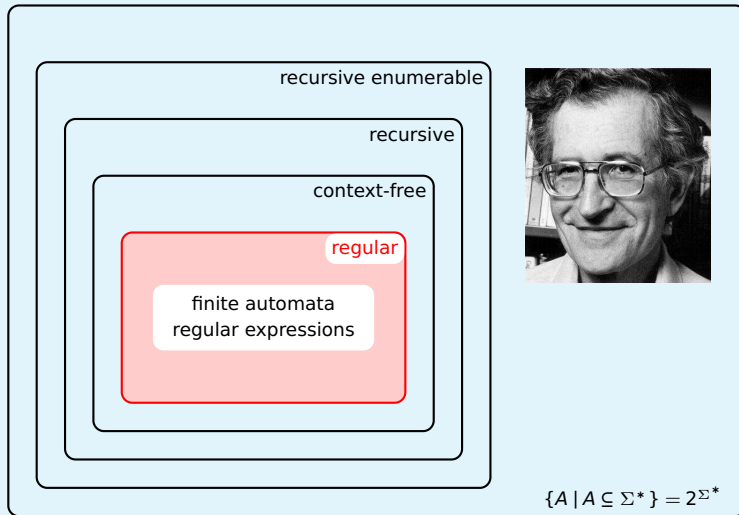 recursive enumerable
recursive
context-free
regular
finite automata
regular expressions
{A | A ⊆ Σ*} = 2^Σ*